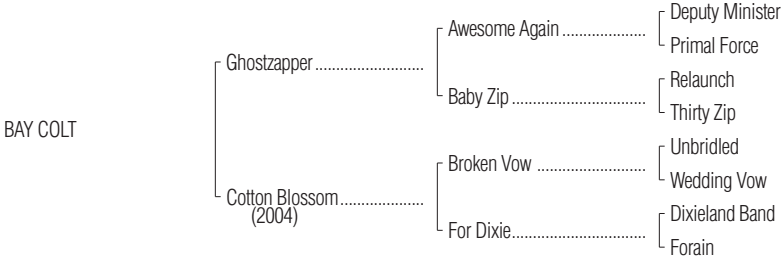 Deputy Minister
Awesome Again ....................
Primal Force
Ghostzapper ..........................
Relaunch
Baby Zip ................................
Thirty Zip
BAY COLT
Unbridled
Broken Vow ..........................
Wedding Vow
Cotton Blossom ....................
(2004)
Dixieland Band
For Dixie................................
Forain